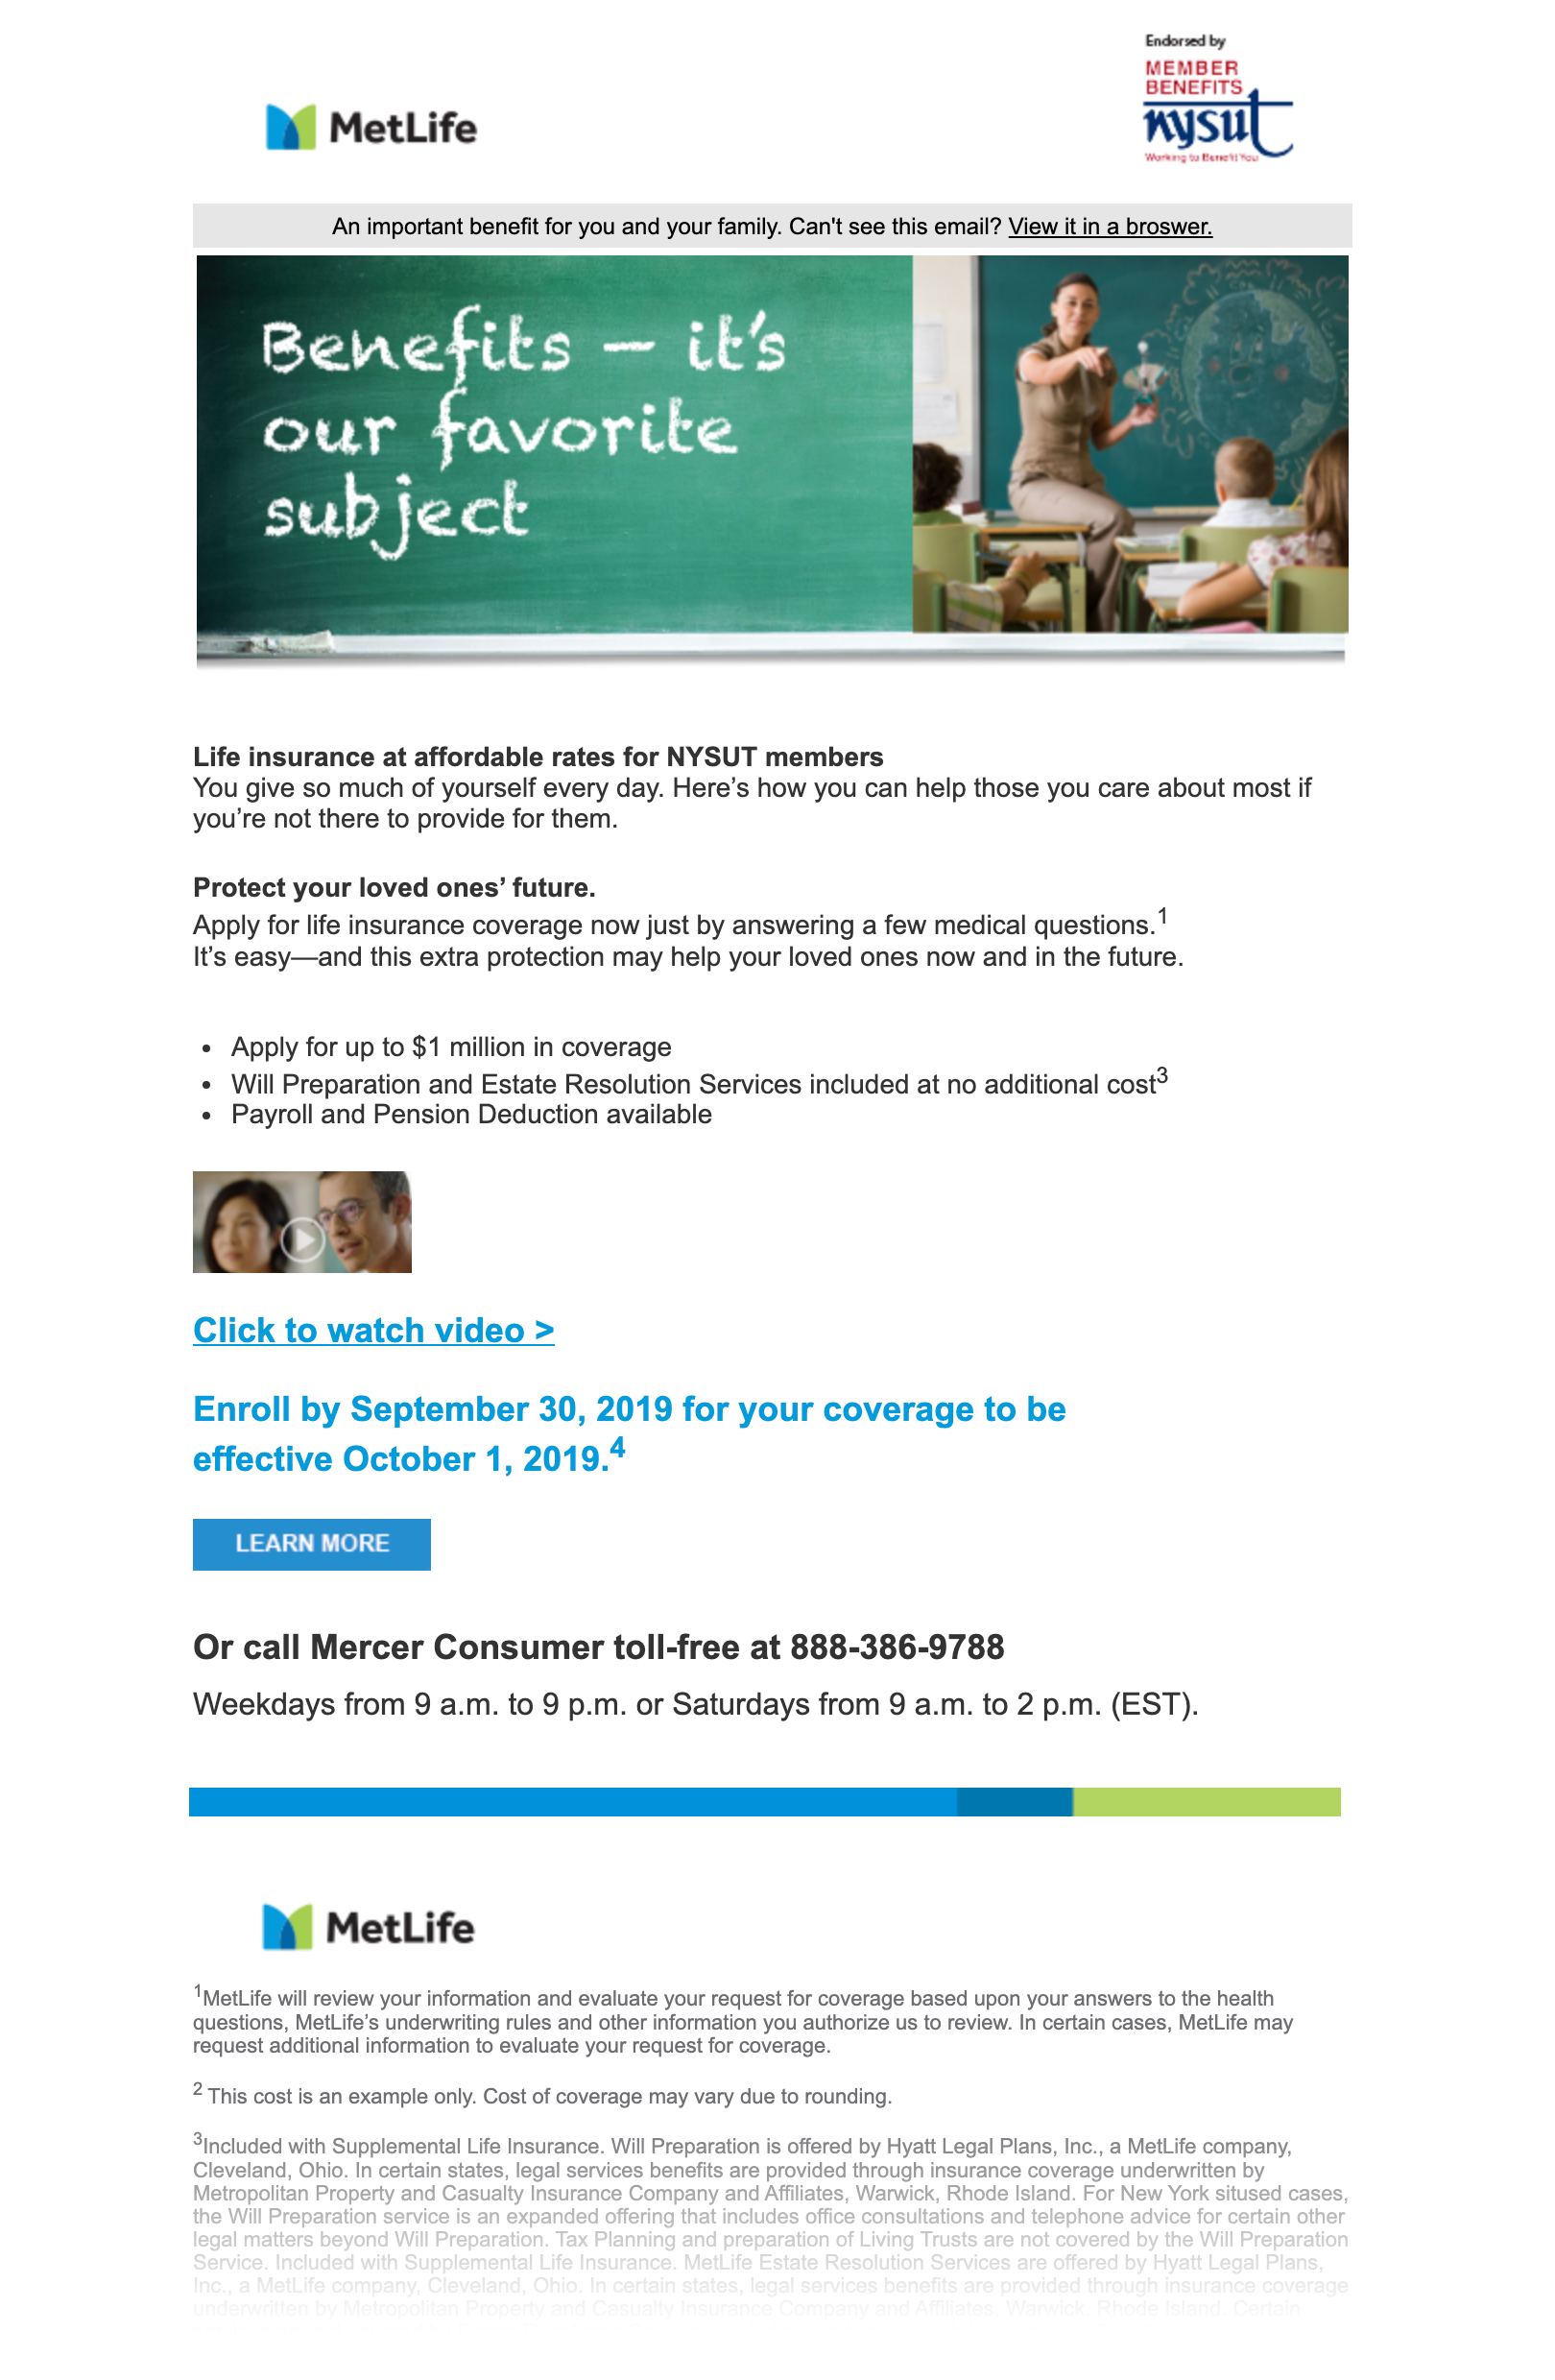 Endorsed by
MEMBER
BENEFITS
nysut
Working to Benefit You
MetLife
An important benefit for you and your family. Can't see this email? View it in a broswer.
Benefits – it's
our favorite
subject
Life insurance at affordable rates for NYSUT members
You give so much of yourself every day. Here’s how you can help those you care about most if
you’re not there to provide for them.
Protect your loved ones’ future.
Apply for life insurance coverage now just by answering a few medical questions.1
It’s easy—and this extra protection may help your loved ones now and in the future.
• Apply for up to $1 million in coverage
• Will Preparation and Estate Resolution Services included at no additional cost3
• Payroll and Pension Deduction available
Click to watch video >
Enroll by September 30, 2019 for your coverage to be
effective October 1, 2019.4
LEARN MORE
Or call Mercer Consumer toll-free at 888-386-9788
Weekdays from 9 a.m. to 9 p.m. or Saturdays from 9 a.m. to 2 p.m. (EST).
MetLife
1MetLife will review your information and evaluate your request for coverage based upon your answers to the health
questions, MetLife’s underwriting rules and other information you authorize us to review. In certain cases, MetLife may
request additional information to evaluate your request for coverage.
2 This cost is an example only. Cost of coverage may vary due to rounding.
3Included with Supplemental Life Insurance. Will Preparation is offered by Hyatt Legal Plans, Inc., a MetLife company,
Cleveland, Ohio. In certain states, legal services benefits are provided through insurance coverage underwritten by
Metropolitan Property and Casualty Insurance Company and Affiliates, Warwick, Rhode Island. For New York sitused cases,
the Will Preparation service is an expanded offering that includes office consultations and telephone advice for certain other
legal matters beyond Will Preparation. Tax Planning and preparation of Living Trusts are not covered by the Will Preparation
Service. Included with Supplemental Life Insurance. MetLife Estate Resolution Services are offered by Hyatt Legal Plans,
Inc., a MetLife company, Cleveland, Ohio. In certain states, legal services benefits are provided through insurance coverage
underwritten by Metropolitan Property and Casualty Insurance Company and Affiliates, Warwick, Rhode Island. Certain